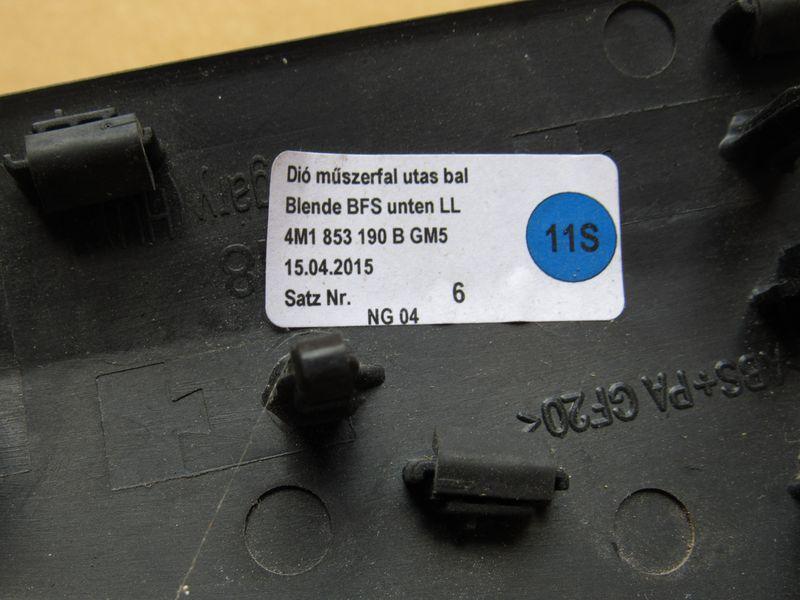 Dió műszerfal utas bal
Blende BFS unten LL
4M1 853 190 B GM5
15.04.2015
Satz Nr. 6
NG 04
11S
>ABS+PA GF20<